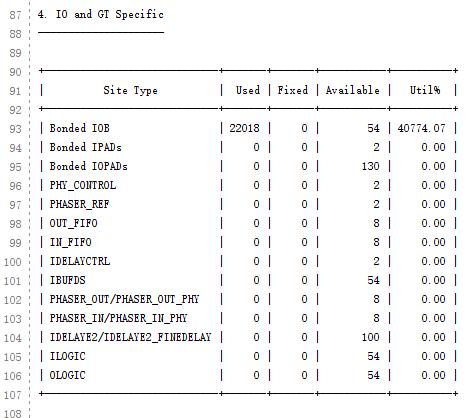 87 4. IO and GT Specific
88 --------------------
89
90 +--------------------------+-------+-------+-----------+----------+
91 | Site Type | Used | Fixed | Available | Util% |
92 +--------------------------+-------+-------+-----------+----------+
93 | Bonded IOB | 22018 | 0 | 54 | 40774.07 |
94 | Bonded IPADs | 0 | 0 | 2 | 0.00 |
95 | Bonded IOPADs | 0 | 0 | 130 | 0.00 |
96 | PHY_CONTROL | 0 | 0 | 2 | 0.00 |
97 | PHASER_REF | 0 | 0 | 2 | 0.00 |
98 | OUT_FIFO | 0 | 0 | 8 | 0.00 |
99 | IN_FIFO | 0 | 0 | 8 | 0.00 |
100 | IDELAYCTRL | 0 | 0 | 2 | 0.00 |
101 | IBUFDS | 0 | 0 | 54 | 0.00 |
102 | PHASER_OUT/PHASER_OUT_PHY | 0 | 0 | 8 | 0.00 |
103 | PHASER_IN/PHASER_IN_PHY | 0 | 0 | 8 | 0.00 |
104 | IDELAYE2/IDELAYE2_FINEDELAY | 0 | 0 | 100 | 0.00 |
105 | ILOGIC | 0 | 0 | 54 | 0.00 |
106 | OLOGIC | 0 | 0 | 54 | 0.00 |
107 +--------------------------+-------+-------+-----------+----------+
108